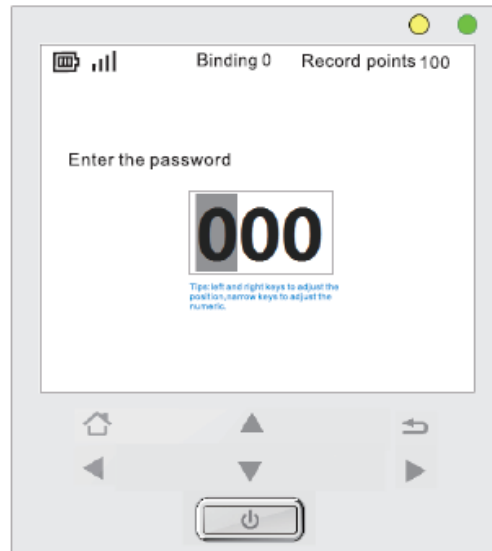 Binding 0 Record points 100
Enter the password
000
Tips:left and right keys to adjust the
position,narrow keys to adjust the
numeric.